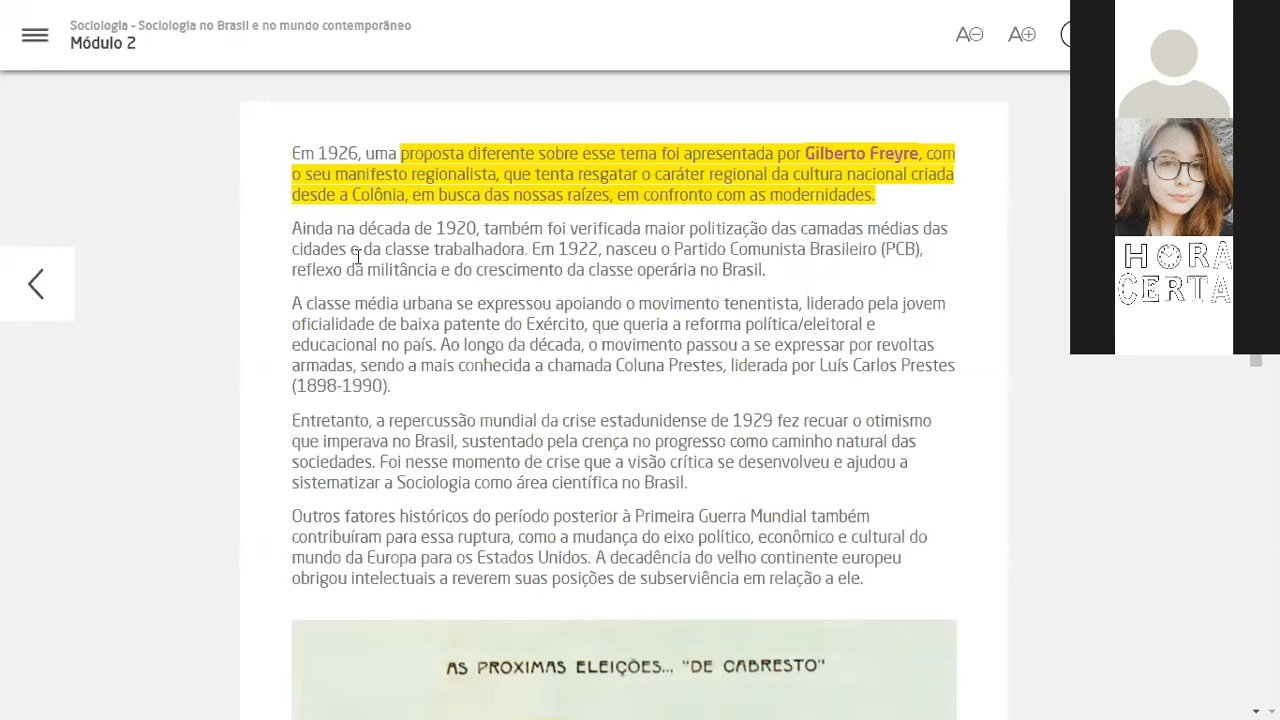 Sociologia - Sociologia no Brasil e no mundo contemporâneo
Módulo 2
A
A
HORA
CERTA
Em 1926, uma proposta diferente sobre esse tema foi apresentada por Gilberto Freyre, com
o seu manifesto regionalista, que tenta resgatar o caráter regional da cultura nacional criada
desde a Colônia, em busca das nossas raízes, em confronto com as modernidades.
Ainda na década de 1920, também foi verificada maior politização das camadas médias das
cidades e da classe trabalhadora. Em 1922, nasceu o Partido Comunista Brasileiro (PCB),
reflexo da militância e do crescimento da classe operária no Brasil.
A classe média urbana se expressou apoiando o movimento tenentista, liderado pela jovem
oficialidade de baixa patente do Exército, que queria a reforma política/eleitoral e
educacional no país. Ao longo da década, o movimento passou a se expressar por revoltas
armadas, sendo a mais conhecida a chamada Coluna Prestes, liderada por Luís Carlos Prestes
(1898-1990).
Entretanto, a repercussão mundial da crise estadunidense de 1929 fez recuar o otimismo
que imperava no Brasil, sustentado pela crença no progresso como caminho natural das
sociedades. Foi nesse momento de crise que a visão crítica se desenvolveu e ajudou a
sistematizar a Sociologia como área científica no Brasil.
Outros fatores históricos do período posterior à Primeira Guerra Mundial também
contribuíram para essa ruptura, como a mudança do eixo político, econômico e cultural do
mundo da Europa para os Estados Unidos. A decadência do velho continente europeu
obrigou intelectuais a reverem suas posições de subserviência em relação a ele.
AS PROXIMAS ELEIÇÕES... "DE CABRESTO"